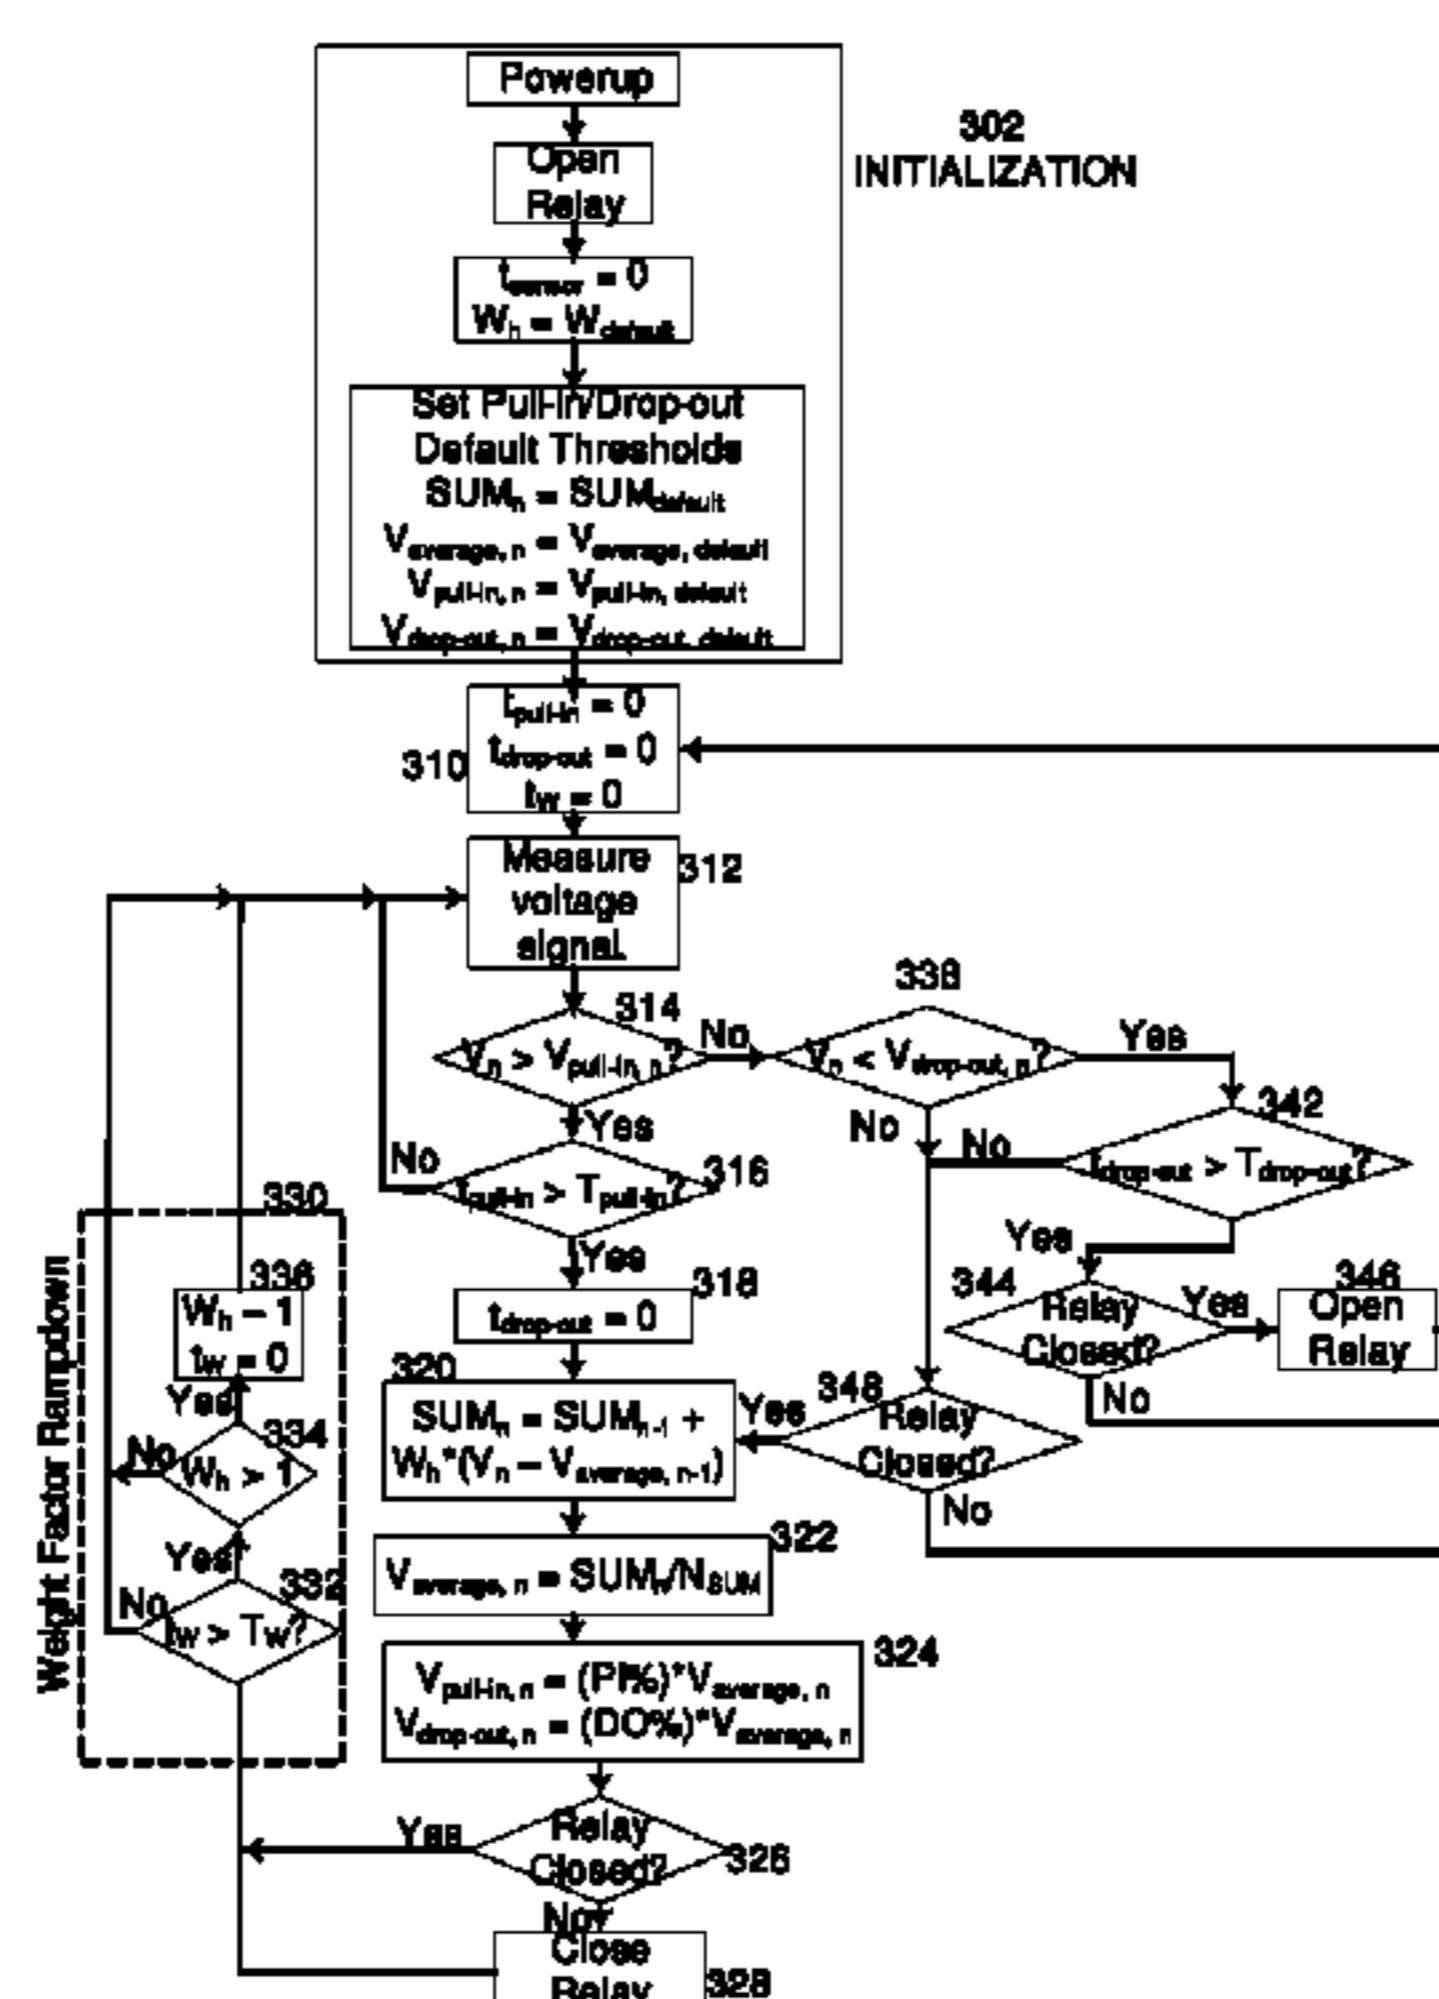 Powerup
302
INITIALIZATION
Open
Relay
t_sensor = 0
W_h = W_default
Set Pull-in/Drop-out
Default Thresholds
SUM_n = SUM_default
V_average, n = V_average, default
V_pull-in, n = V_pull-in, default
V_drop-out, n = V_drop-out, default
310
t_pull-in = 0
t_drop-out = 0
t_W = 0
Measure
voltage
signal.
312
314
V_n > V_pull-in, n?
No
338
V_n < V_drop-out, n?
Yes
Yes
No
342
No
t_drop-out > T_drop-out?
No
316
t_pull-in > T_pull-in?
Yes
Yes
330
Weight Factor Rampdown
336
W_h – 1
t_W = 0
318
t_drop-out = 0
344
Relay
Closed?
Yes
346
Open
Relay
No
320
SUM_n = SUM_n-1 +
W_h*(V_n – V_average, n-1)
Yes
348
Relay
Closed?
No
Yes
334
No
W_h > 1
322
V_average, n = SUM_n/N_SUM
Yes
332
No
t_W > T_W?
324
V_pull-in, n = (PI%)*V_average, n
V_drop-out, n = (DO%)*V_average, n
Yes
Relay
Closed?
326
No
Close
Relay
328